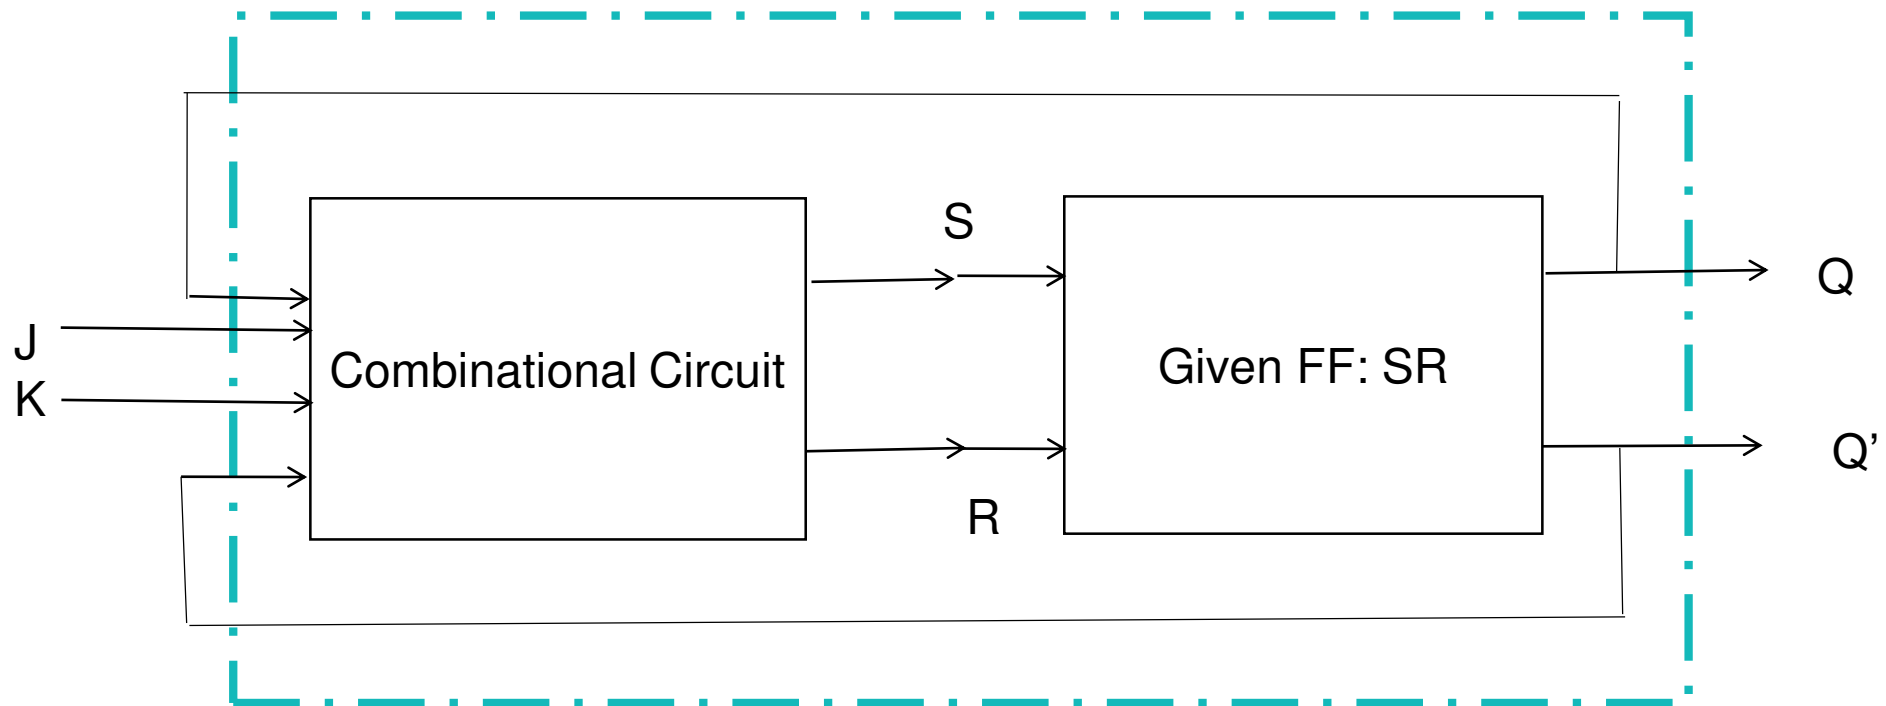 S
Q
J
Combinational Circuit
Given FF: SR
K
Q’
R